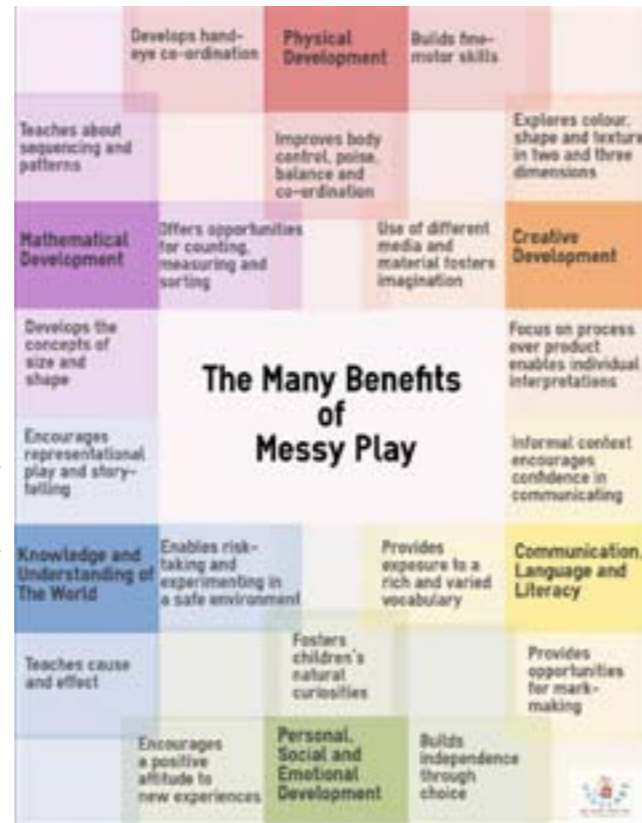 Develops hand-
eye co-ordination
Physical
Development
Builds fine-
motor skills
Teaches about
sequencing and
patterns
Improves body
control, poise,
balance and
co-ordination
Explores colour,
shape and texture
in two and three
dimensions
Mathematical
Development
Offers opportunities
for counting,
measuring and
sorting
Use of different
media and
material fosters
imagination
Creative
Development
Develops the
concepts of
size and
shape
The Many Benefits
of
Messy Play
Focus on process
over product
enables individual
interpretations
Encourages
representational
play and story-
telling
Informal context
encourages
confidence in
communicating
Knowledge and
Understanding of
The World
Enables risk-
taking and
experimenting in
a safe environment
Provides
exposure to a
rich and varied
vocabulary
Communication,
Language and
Literacy
Teaches cause
and effect
Fosters
children's
natural
curiosities
Provides
opportunities
for mark-
making
Encourages
a positive
attitude to
new experiences
Personal,
Social and
Emotional
Development
Builds
independence
through
choice